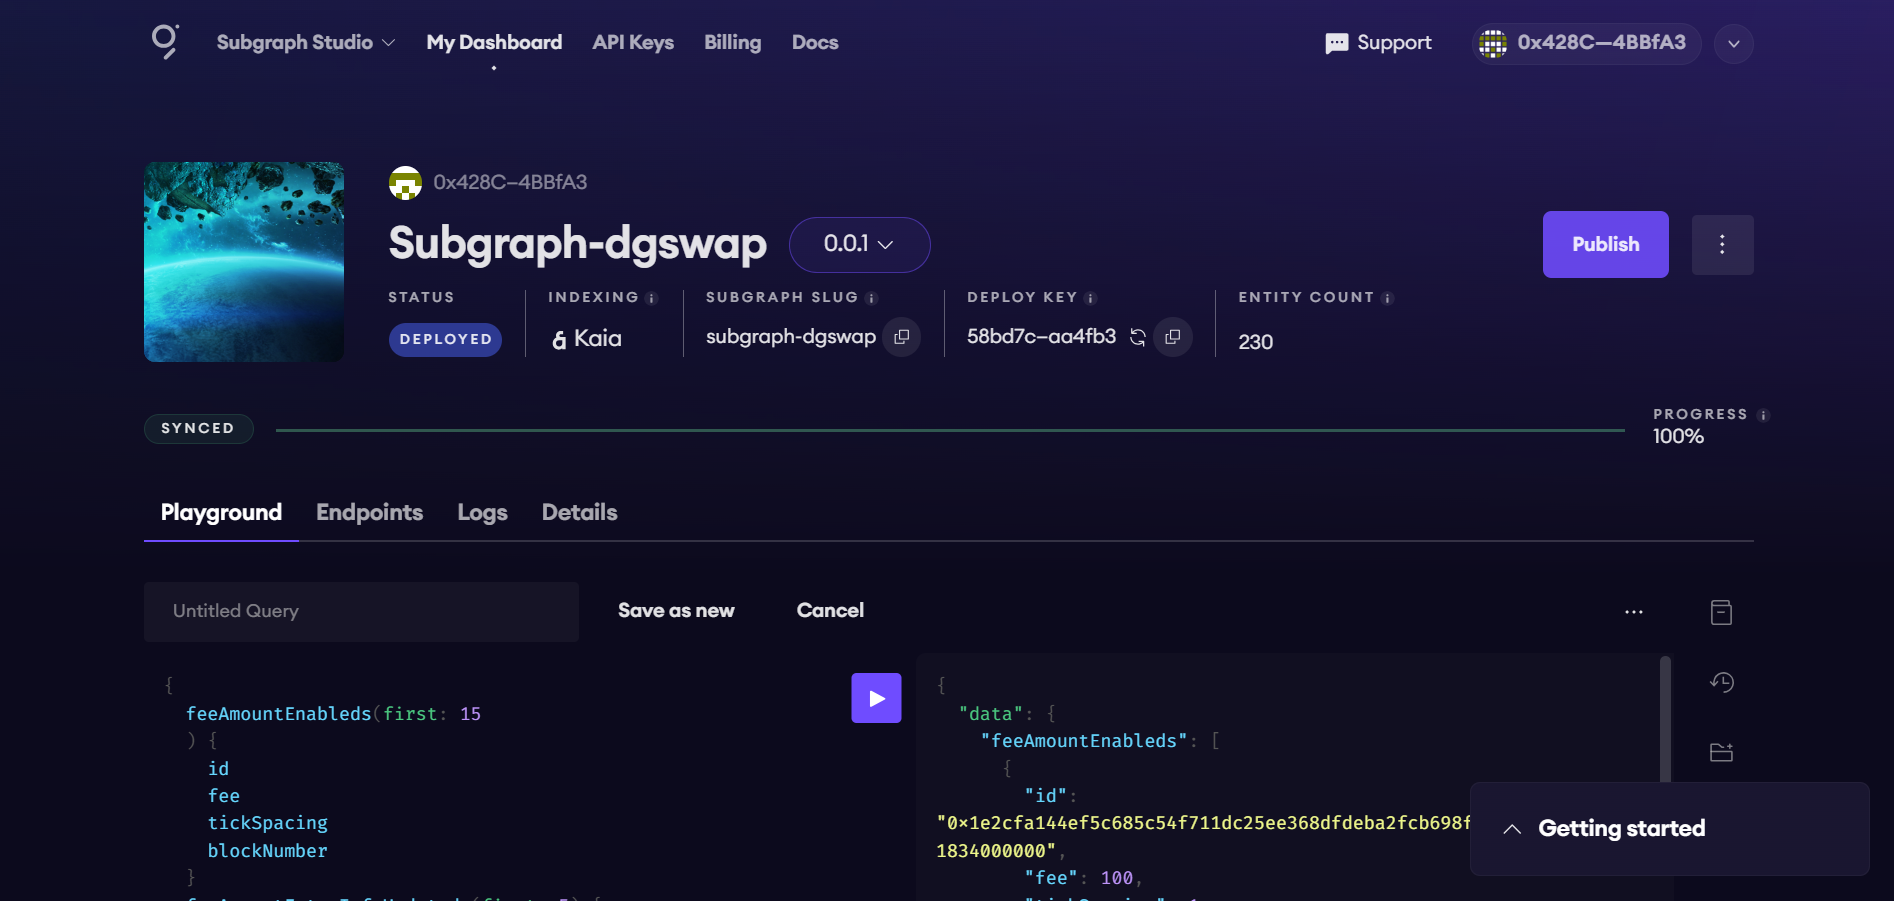 Subgraph Studio My Dashboard API Keys Billing Docs Support 0x428C—4BBfA3
0x428C—4BBfA3
Subgraph-dgswap 0.0.1 Publish
STATUS INDEXING SUBGRAPH SLUG DEPLOY KEY ENTITY COUNT
DEPLOYED Kaia subgraph-dgswap 58bd7c—aa4fb3 230
SYNCED PROGRESS
100%
Playground Endpoints Logs Details
Untitled Query Save as new Cancel
{
feeAmountEnableds(first: 15
) {
id
fee
tickSpacing
blockNumber
}
{
"data": {
"feeAmountEnableds": [
{
"id":
"0x1e2cfa144ef5c685c54f711dc25ee368dfdeba2fcb698f
1834000000",
"fee": 100,
Getting started